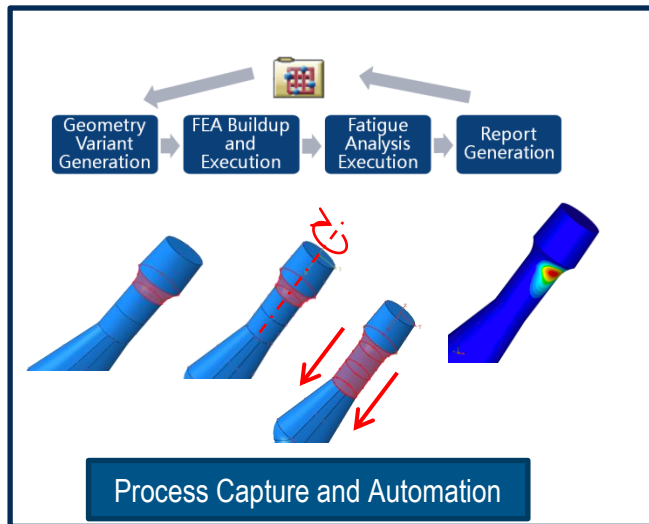 Geometry
Variant
Generation
FEA Buildup
and
Execution
Fatigue
Analysis
Execution
Report
Generation
Process Capture and Automation